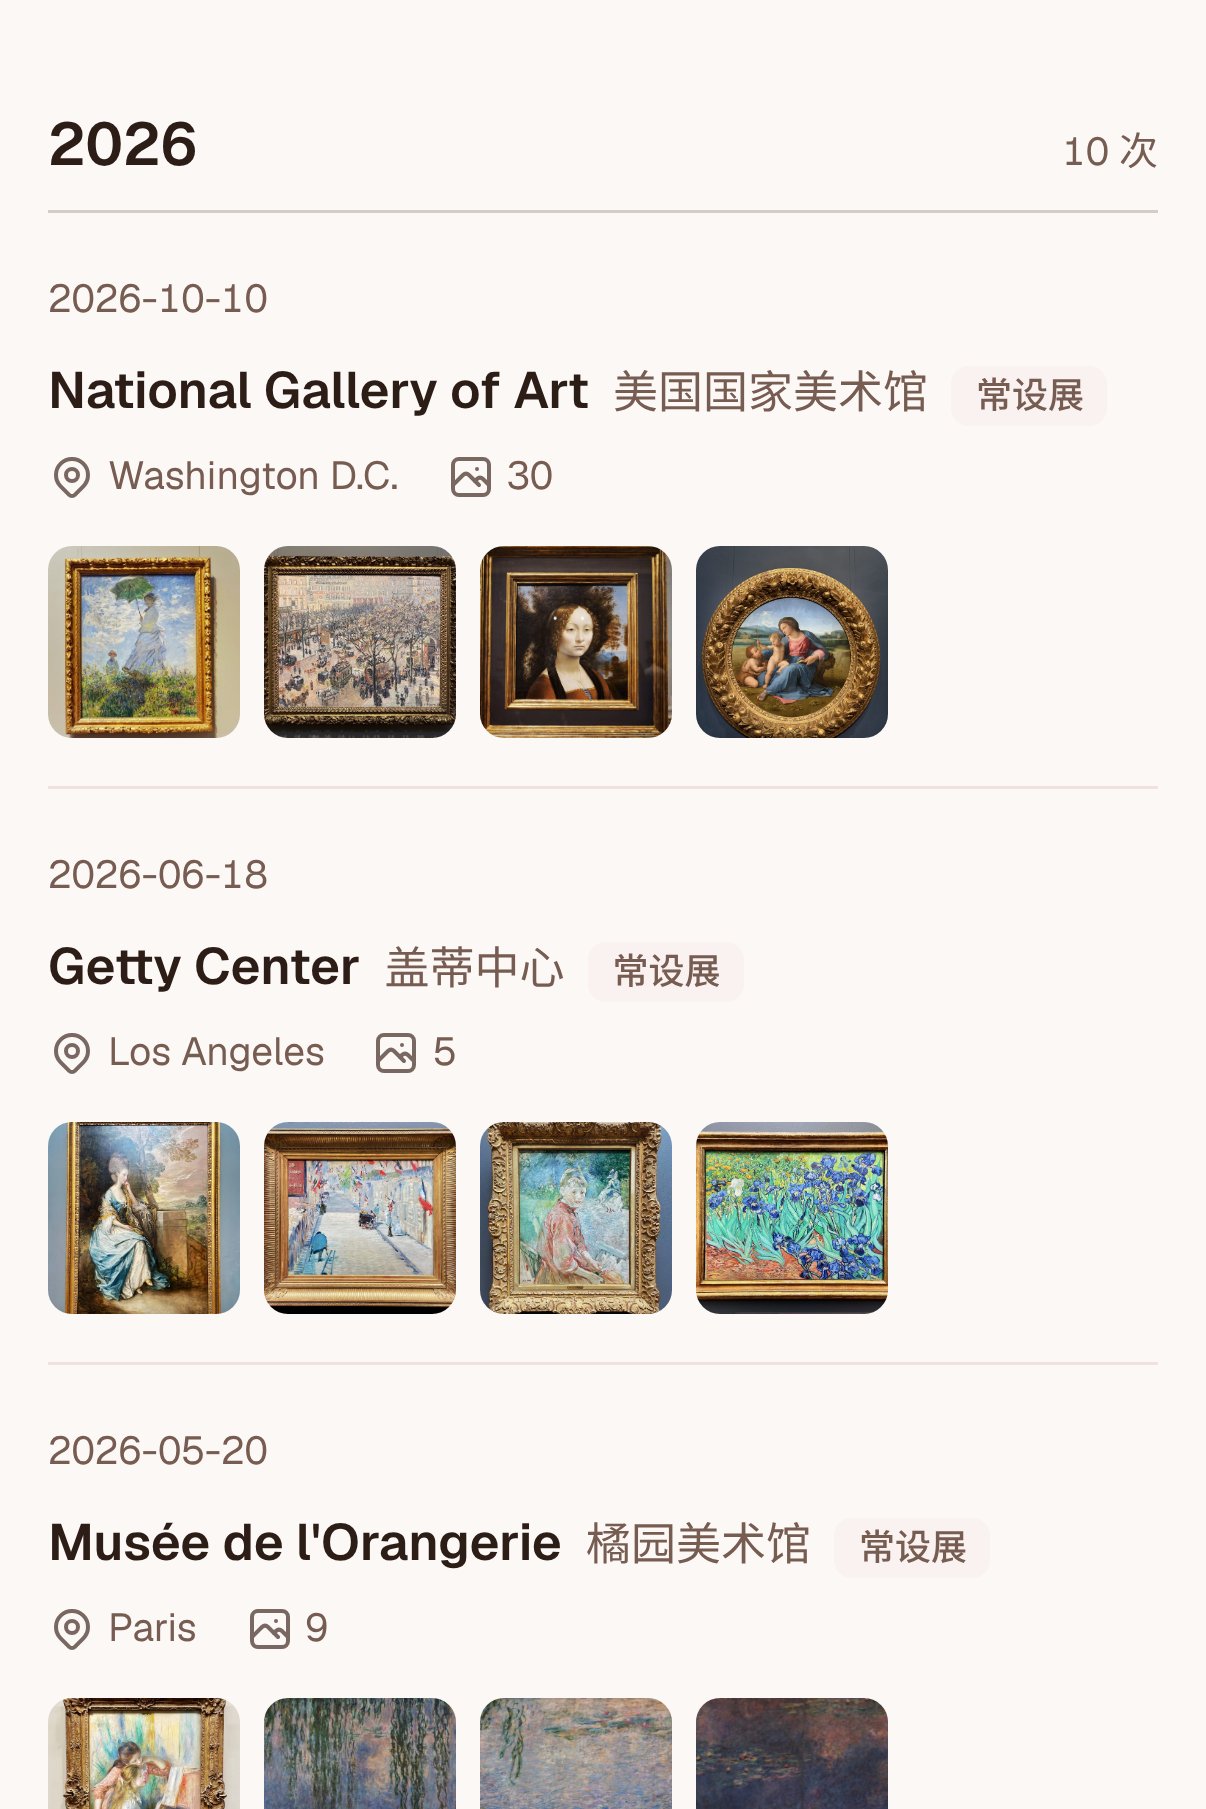 2026
10 次
2026-10-10
National Gallery of Art 美国国家美术馆 常设展
Washington D.C. 30
2026-06-18
Getty Center 盖蒂中心 常设展
Los Angeles 5
2026-05-20
Musée de l'Orangerie 橘园美术馆 常设展
Paris 9